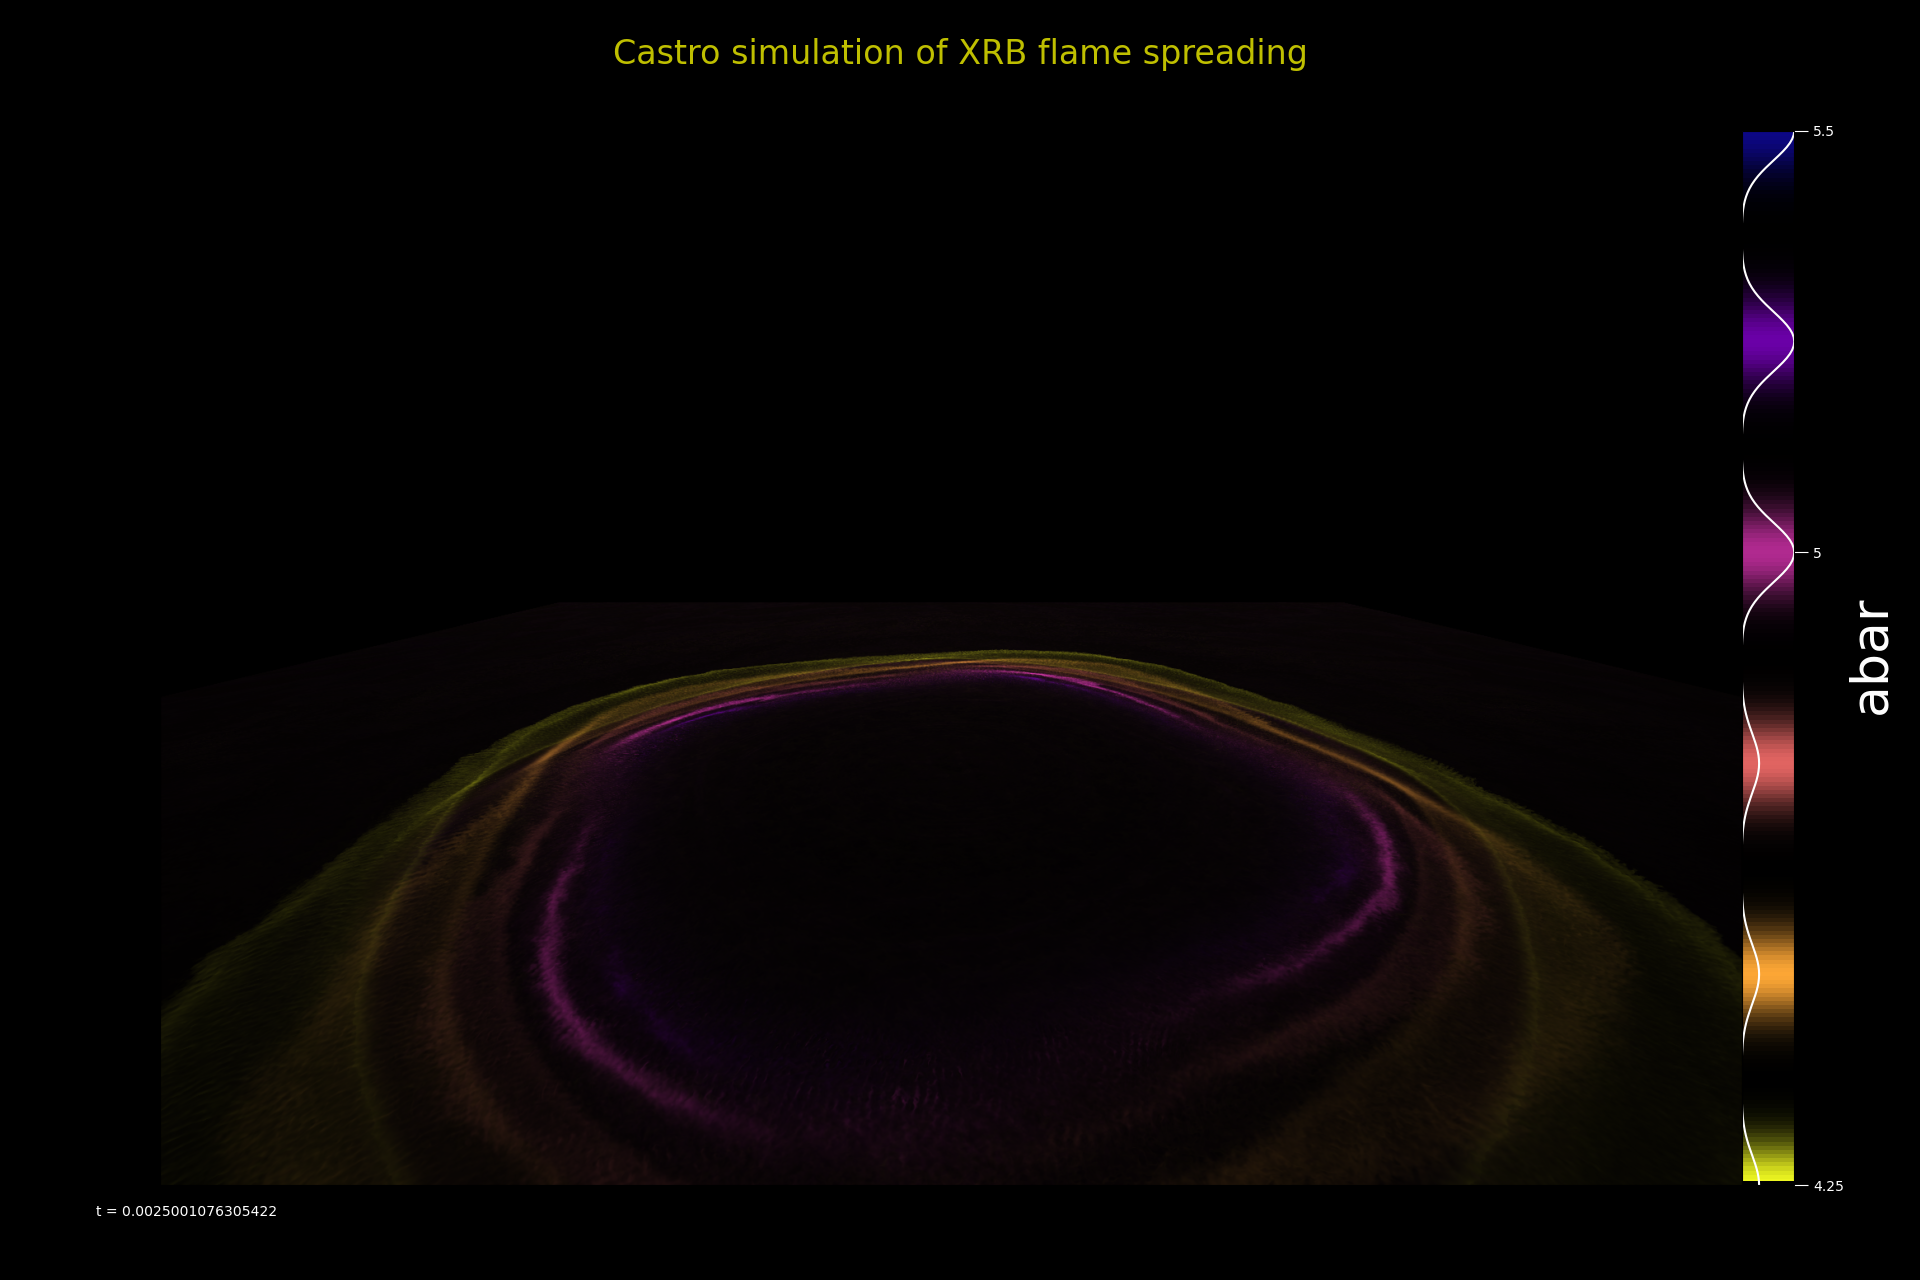 Castro simulation of XRB flame spreading
5.5
5
abar
4.25
t = 0.0025001076305422